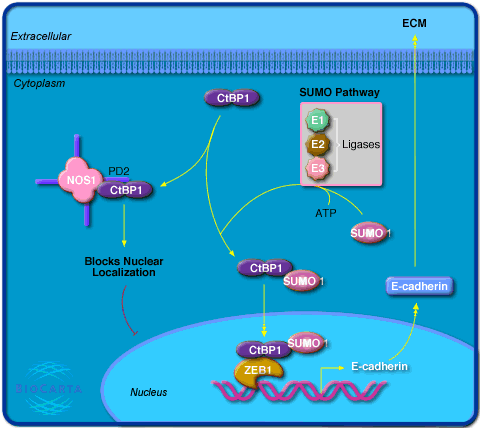 ECM
Extracellular
Cytoplasm
SUMO Pathway
CtBP1
E1
E2
Ligases
E3
PD2
NOS1
CtBP1
ATP
SUMO 1
Blocks Nuclear
Localization
CtBP1
SUMO 1
E-cadherin
SUMO 1
CtBP1
ZEB1
E-cadherin
BIOCARTA
Nucleus